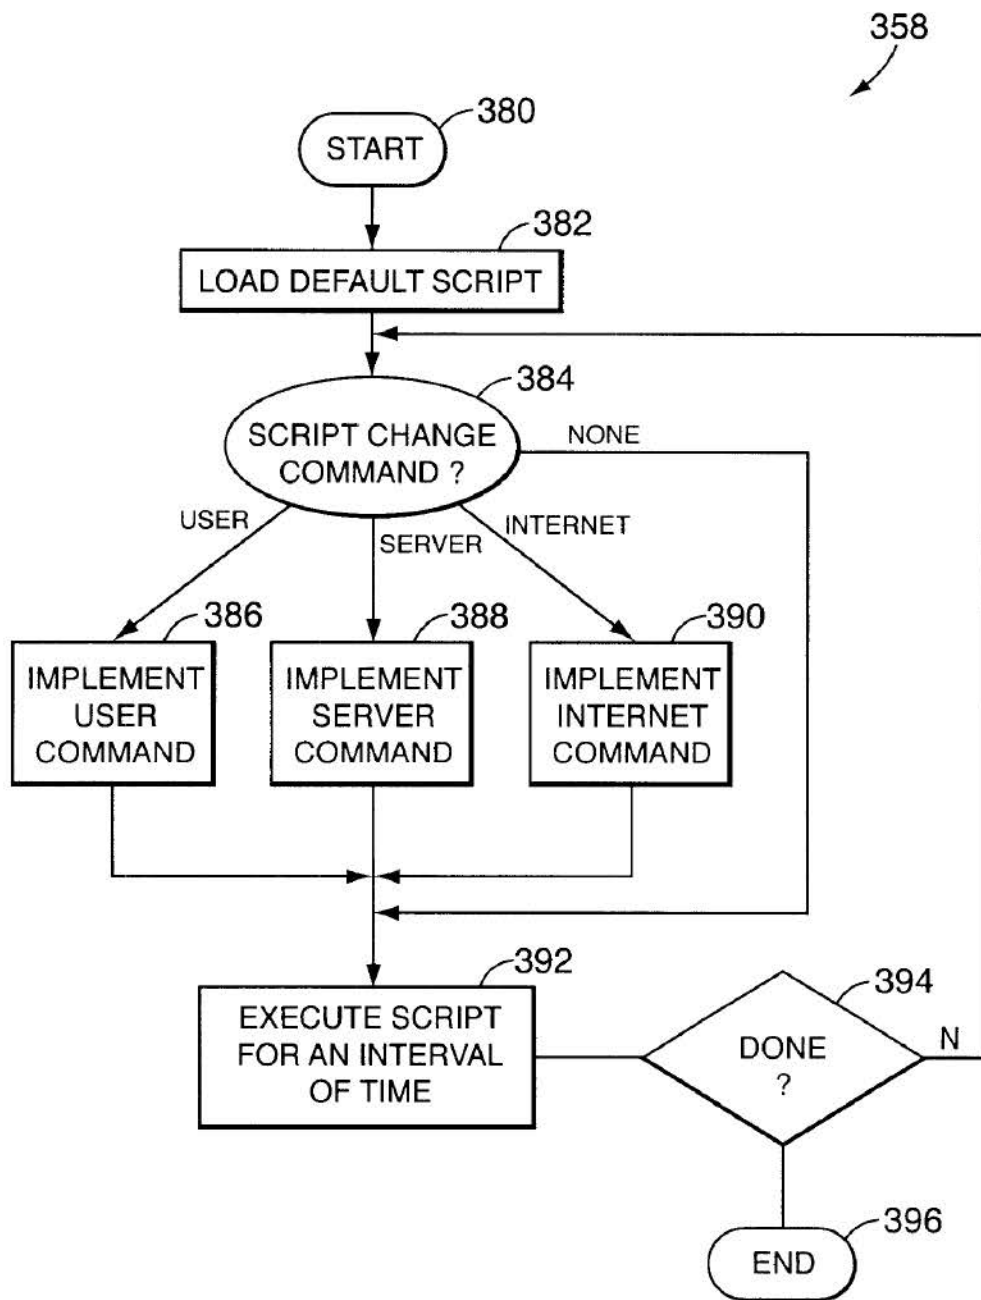 358
380
START
382
LOAD DEFAULT SCRIPT
384
SCRIPT CHANGE
COMMAND ?
NONE
USER
SERVER
INTERNET
386
388
390
IMPLEMENT
USER
COMMAND
IMPLEMENT
SERVER
COMMAND
IMPLEMENT
INTERNET
COMMAND
392
EXECUTE SCRIPT
FOR AN INTERVAL
OF TIME
394
DONE
?
N
396
END